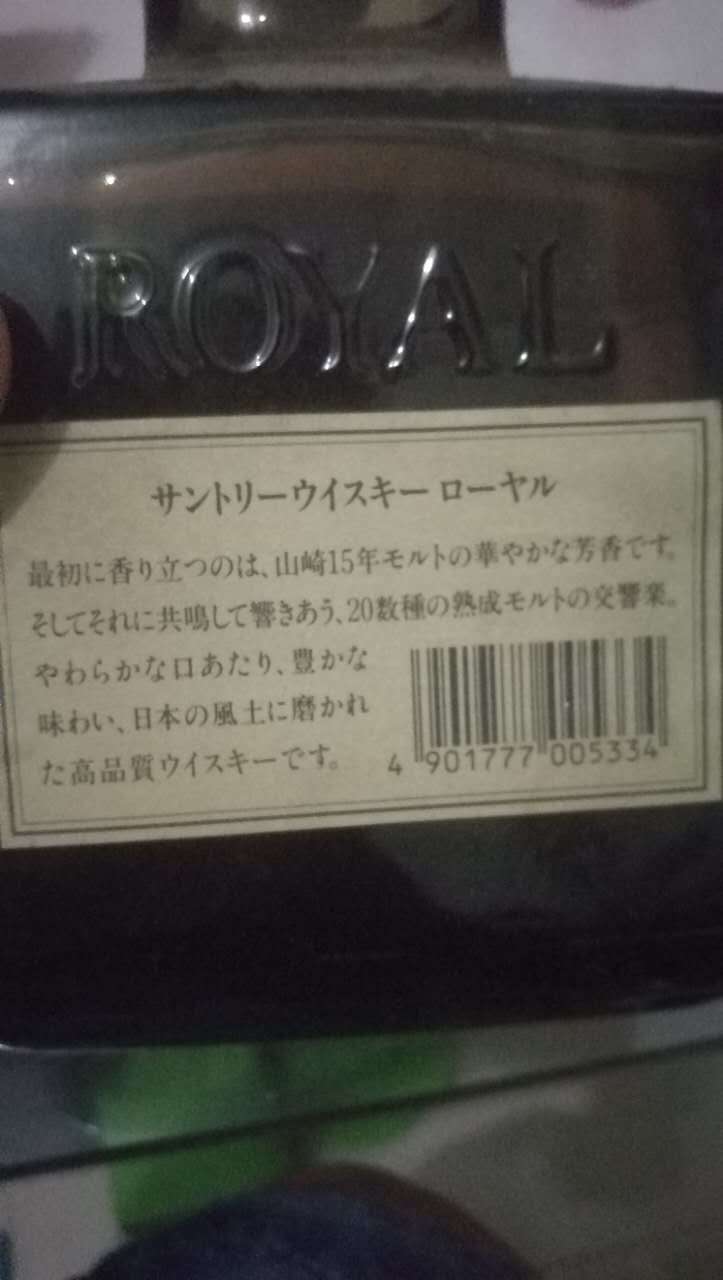 ROYAL
サントリーウイスキー ローヤル
最初に香り立つのは、山崎15年モルトの華やかな芳香です。
そしてそれに共鳴して響きあう、20数種の熟成モルトの交響楽。
やわらかな口あたり、豊かな
味わい、日本の風土に磨かれ
た高品質ウイスキーです。
4 901777 005334